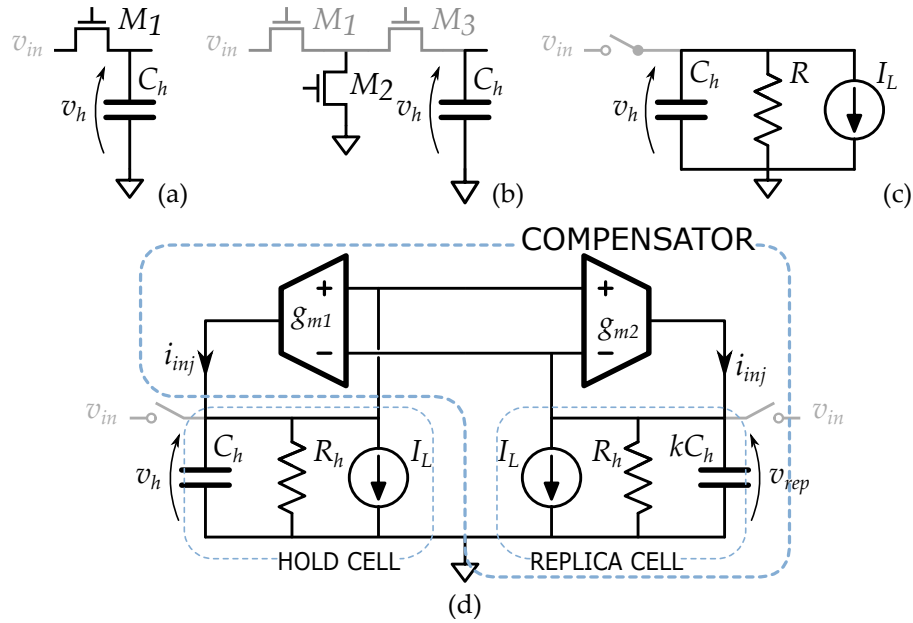 M1
v_in
v_h
C_h
(a)
M1
M3
v_in
M2
v_h
C_h
(b)
v_in
C_h
R
I_L
v_h
(c)
COMPENSATOR
+
g_m1
−
+
g_m2
−
i_inj
i_inj
v_in
v_in
C_h
R_h
I_L
I_L
R_h
kC_h
v_h
v_rep
HOLD CELL
REPLICA CELL
(d)